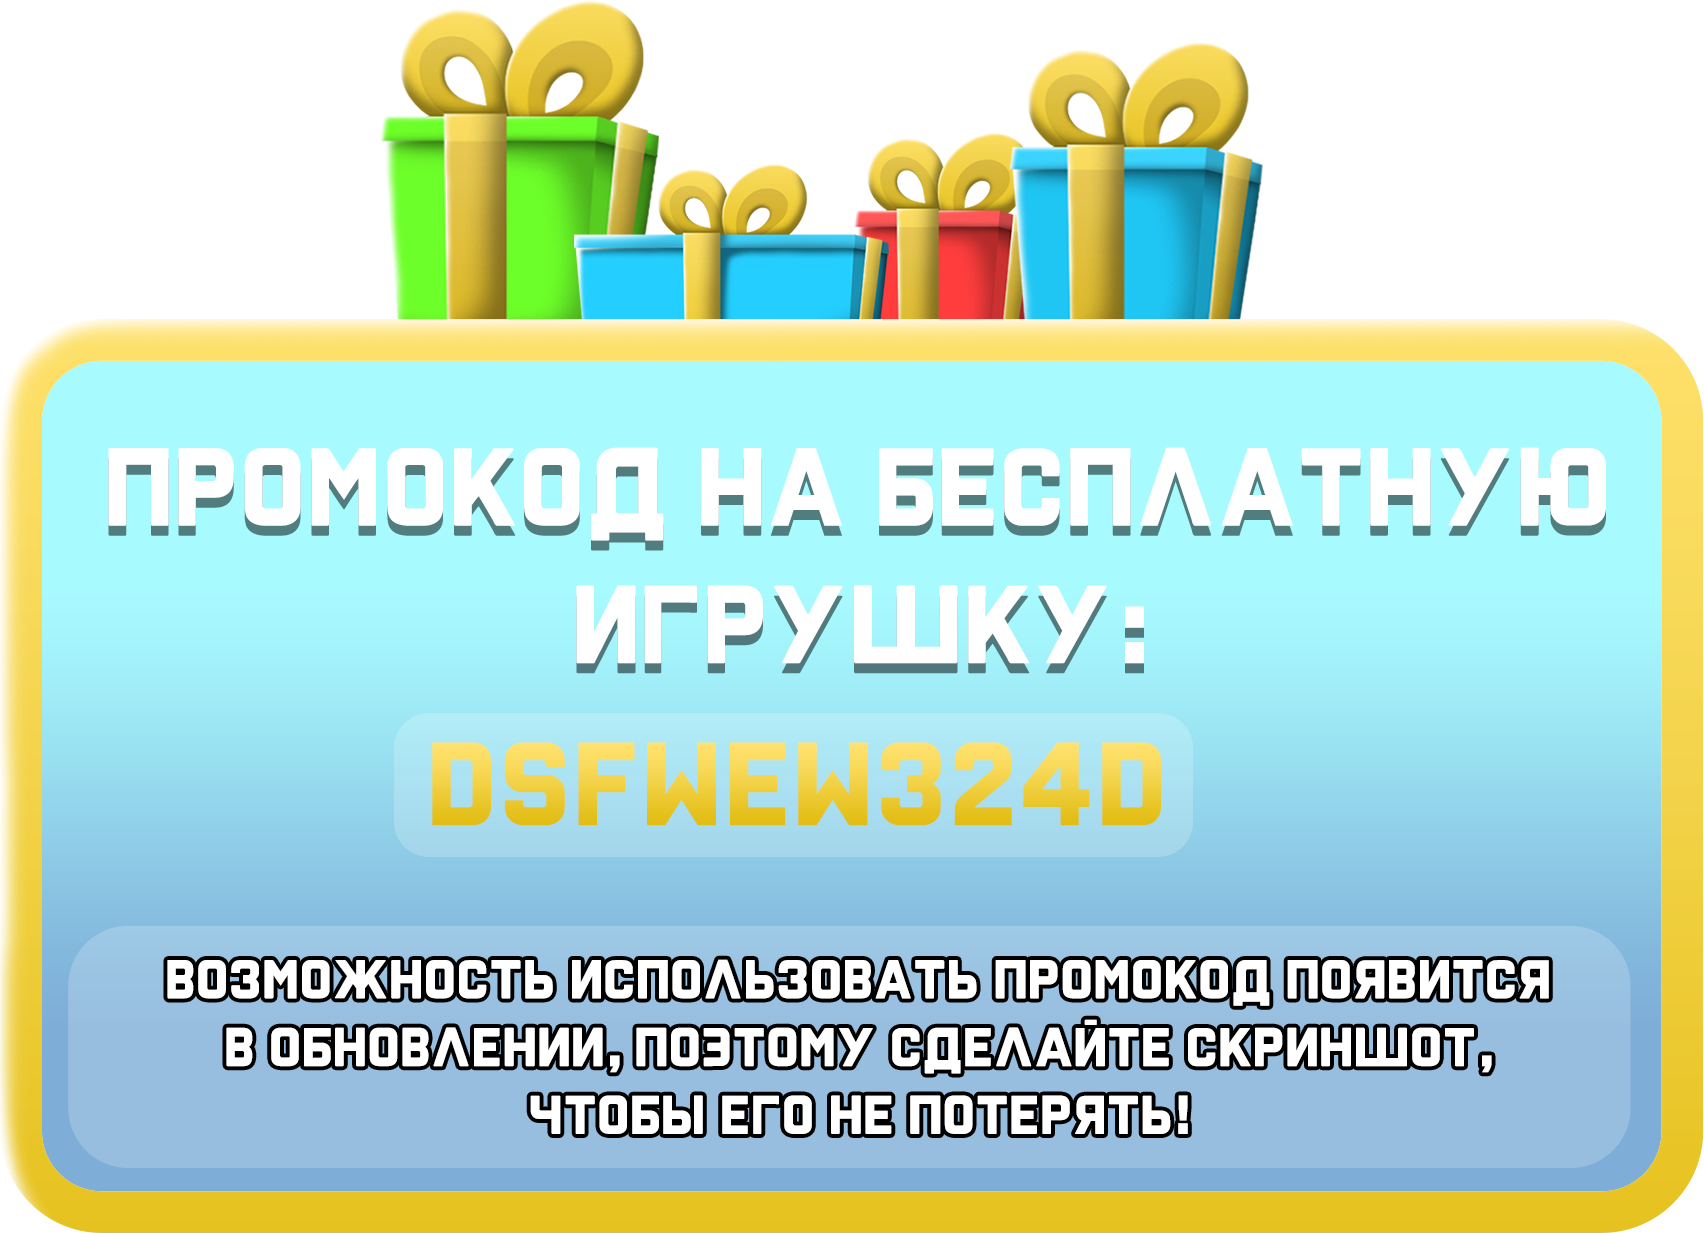 ПРОМОКОД НА БЕСПЛАТНУЮ
ИГРУШКУ:
DSFWEW324D
ВОЗМОЖНОСТЬ ИСПОЛЬЗОВАТЬ ПРОМОКОД ПОЯВИТСЯ
В ОБНОВЛЕНИИ, ПОЭТОМУ СДЕЛАЙТЕ СКРИНШОТ,
ЧТОБЫ ЕГО НЕ ПОТЕРЯТЬ!